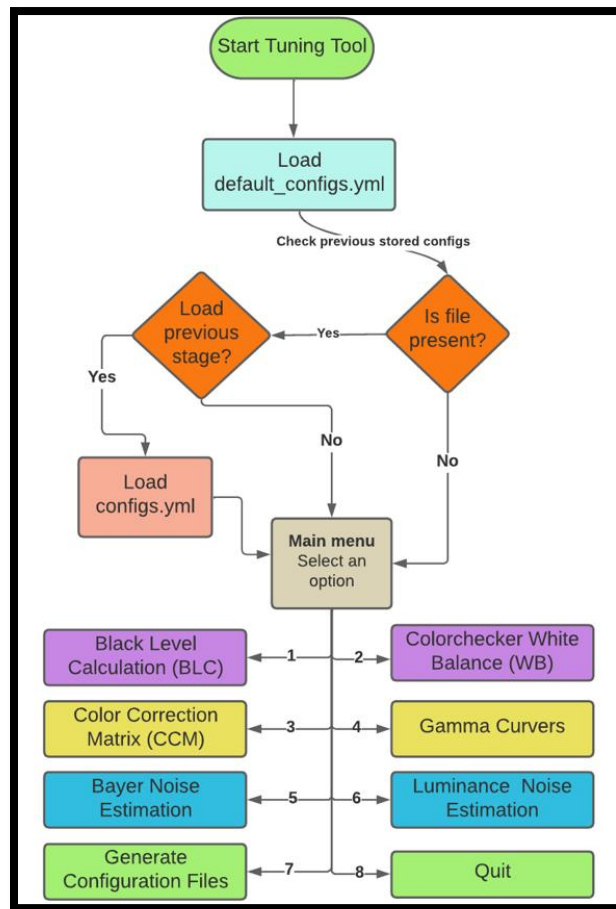 Start Tuning Tool
Load
default_configs.yml
Check previous stored configs
Load
previous
stage?
Yes
Is file
present?
Yes
No
No
Load
configs.yml
Main menu
Select an
option
Black Level
Calculation (BLC)
1
2
Colorchecker White
Balance (WB)
Color Correction
Matrix (CCM)
3
4
Gamma Curvers
Bayer Noise
Estimation
5
6
Luminance Noise
Estimation
Generate
Configuration Files
7
8
Quit